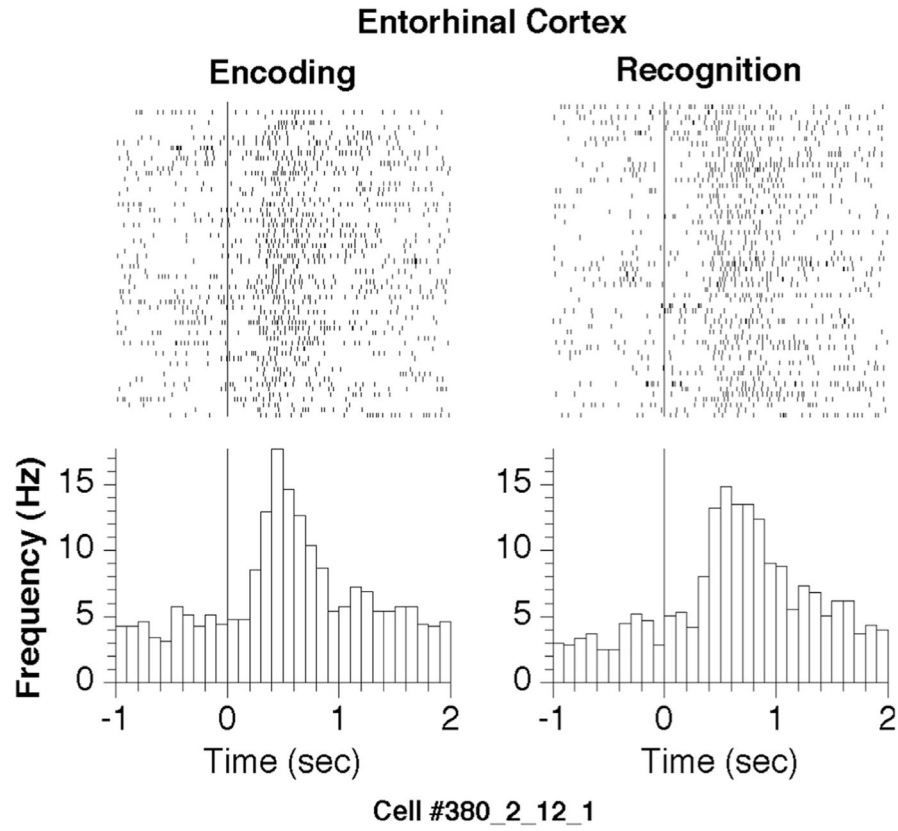 Entorhinal Cortex
Encoding
Recognition
Frequency (Hz)
15
10
5
0
-1 0 1 2
Time (sec)
15
10
5
0
-1 0 1 2
Time (sec)
Cell #380_2_12_1